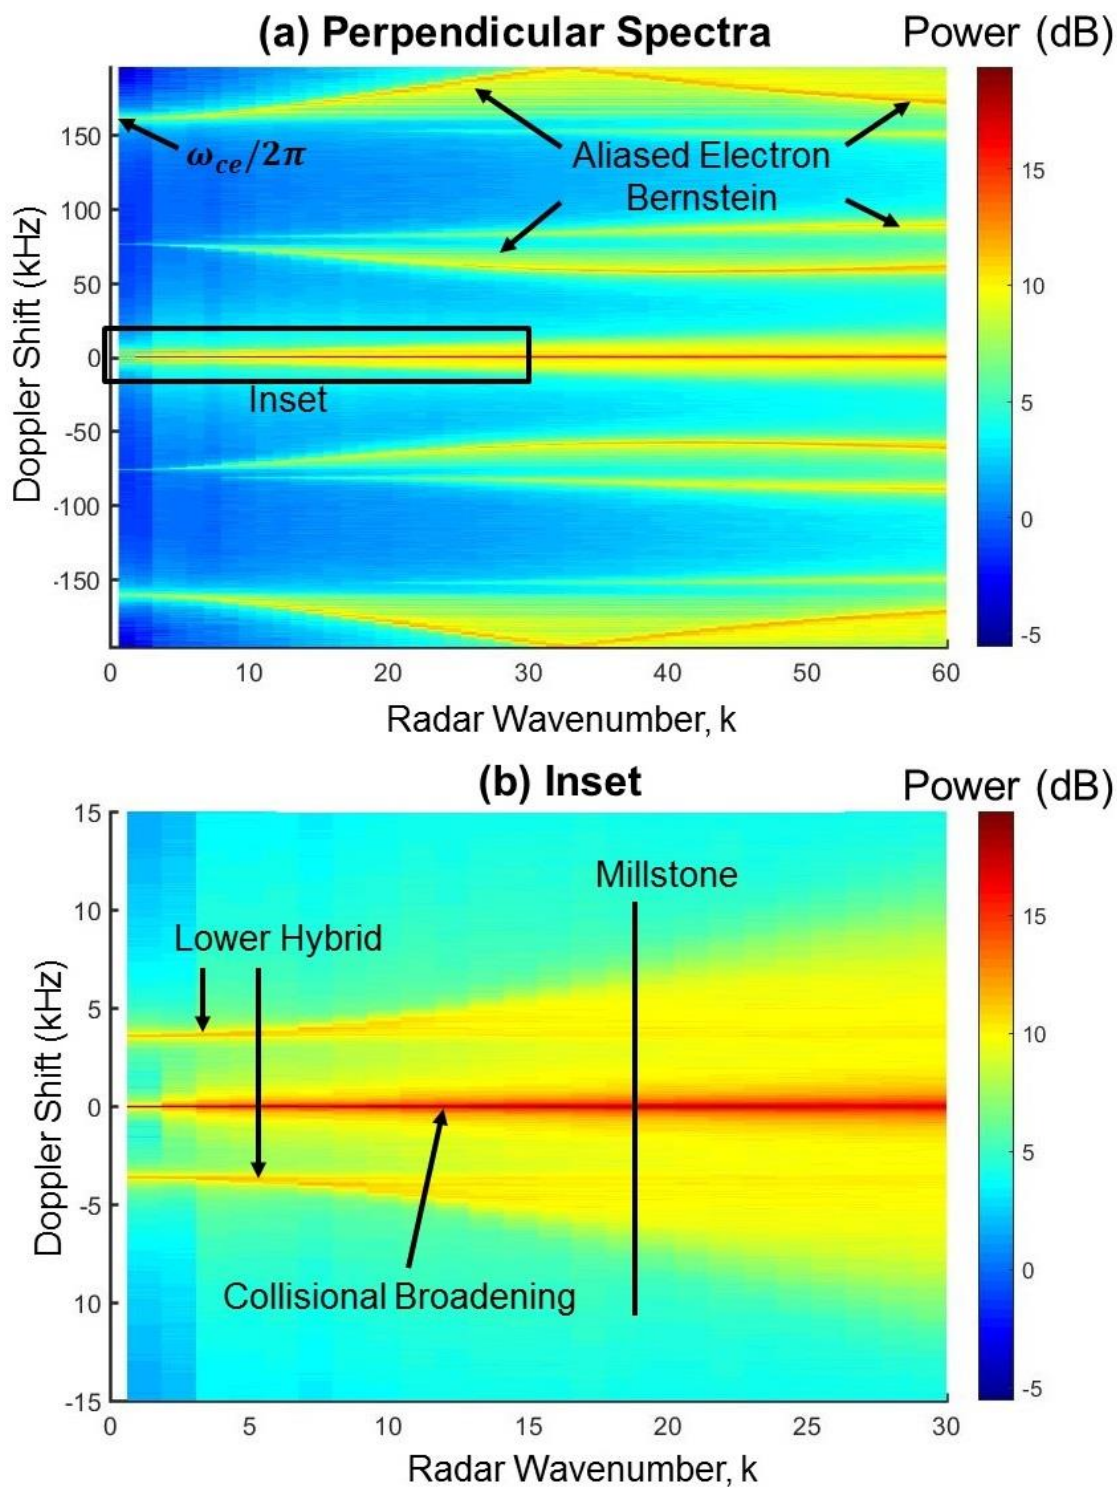 (a) Perpendicular Spectra
Power (dB)
Doppler Shift (kHz)
150
100
50
0
-50
-100
-150
ω_ce/2π
Aliased Electron
Bernstein
Inset
15
10
5
0
-5
0 10 20 30 40 50 60
Radar Wavenumber, k
(b) Inset
Power (dB)
Doppler Shift (kHz)
15
10
5
0
-5
10
-15
Millstone
Lower Hybrid
Collisional Broadening
15
10
5
0
-5
0 5 10 15 20 25 30
Radar Wavenumber, k